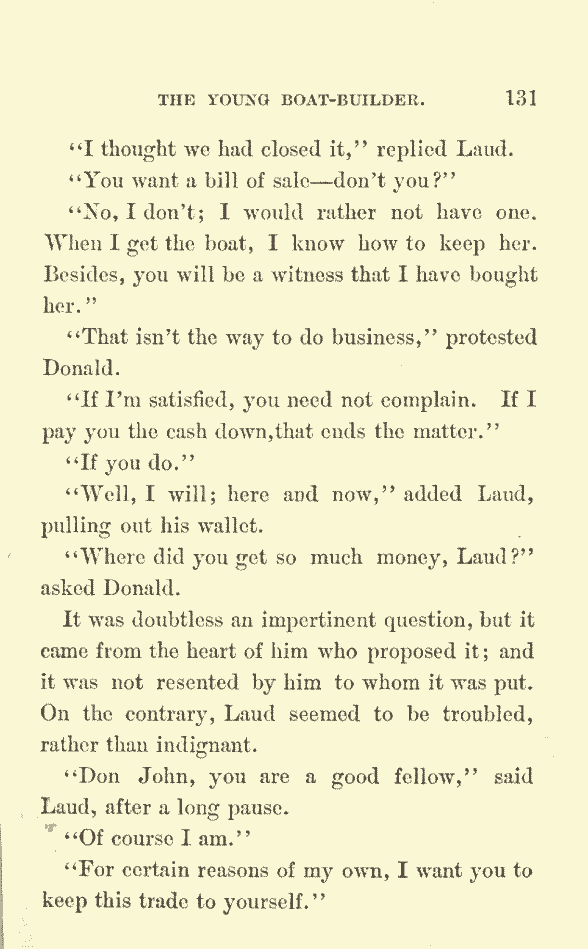 THE YOUNG BOAT-BUILDER. 131
“I thought we had closed it,” replied Laud.
“You want a bill of sale—don’t you?”
“No, I don’t; I would rather not have one.
When I get the boat, I know how to keep her.
Besides, you will be a witness that I have bought
her.”
“That isn’t the way to do business,” protested
Donald.
“If I’m satisfied, you need not complain. If I
pay you the cash down,that ends the matter.”
“If you do.”
“Well, I will; here and now,” added Laud,
pulling out his wallet.
“Where did you get so much money, Laud?”
asked Donald.
It was doubtless an impertinent question, but it
came from the heart of him who proposed it; and
it was not resented by him to whom it was put.
On the contrary, Laud seemed to be troubled,
rather than indignant.
“Don John, you are a good fellow,” said
Laud, after a long pause.
“Of course I am.”
“For certain reasons of my own, I want you to
keep this trade to yourself.”